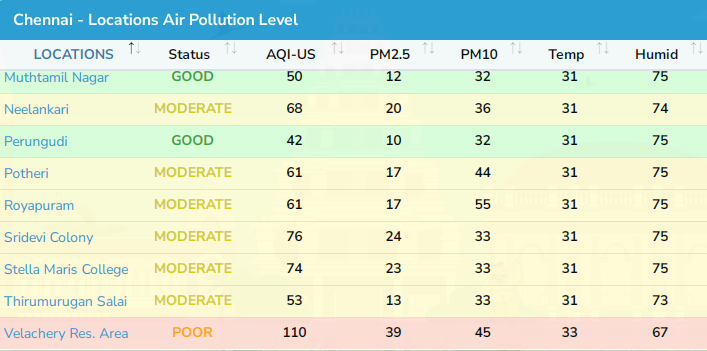 Chennai - Locations Air Pollution Level
LOCATIONS Status AQI-US PM2.5 PM10 Temp Humid
Muthtamil Nagar GOOD 50 12 32 31 75
Neelankari MODERATE 68 20 36 31 74
Perungudi GOOD 42 10 32 31 75
Potheri MODERATE 61 17 44 31 75
Royapuram MODERATE 61 17 55 31 75
Sridevi Colony MODERATE 76 24 33 31 75
Stella Maris College MODERATE 74 23 33 31 75
Thirumurugan Salai MODERATE 53 13 33 31 73
Velachery Res. Area POOR 110 39 45 33 67